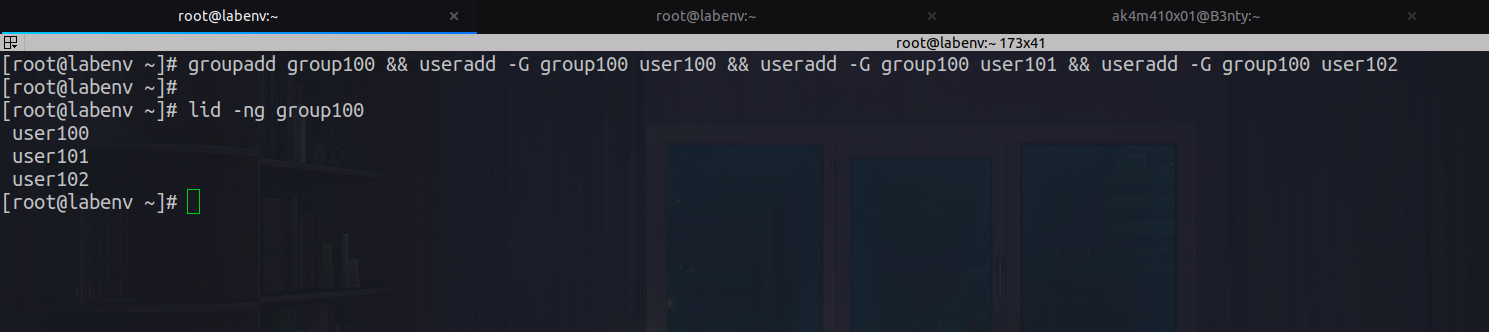 root@labenv:~ × root@labenv:~ × ak4m410x01@B3nty:~ ×
root@labenv:~ 173x41
[root@labenv ~]# groupadd group100 && useradd -G group100 user100 && useradd -G group100 user101 && useradd -G group100 user102
[root@labenv ~]#
[root@labenv ~]# lid -ng group100
user100
user101
user102
[root@labenv ~]#